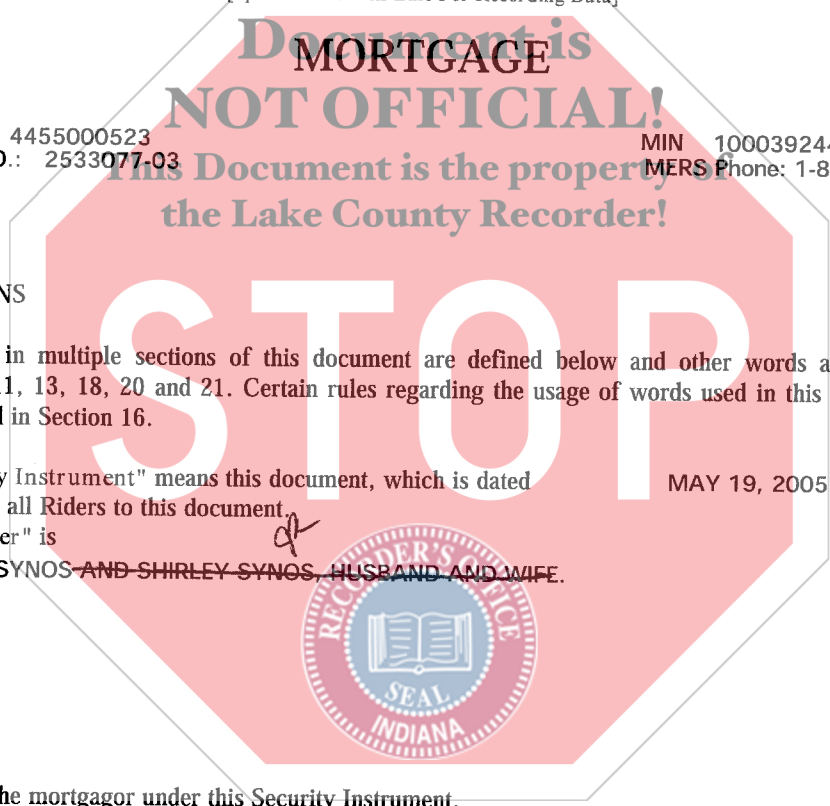 MORTGAGE
Document is
NOT OFFICIAL!
This Document is the property of
the Lake County Recorder!
4455000523
MIN 10003924
2533077-03
MERS Phone: 1-8
NS
STOP
in multiple sections of this document are defined below and other words a
11, 13, 18, 20 and 21. Certain rules regarding the usage of words used in this
in Section 16.
y Instrument" means this document, which is dated MAY 19, 2005
all Riders to this document.
er" is
SYNOS AND SHIRLEY SYNOS, HUSBAND AND WIFE.
RECORDER'S OFFICE
SEAL
INDIANA
he mortgagor under this Security Instrument.